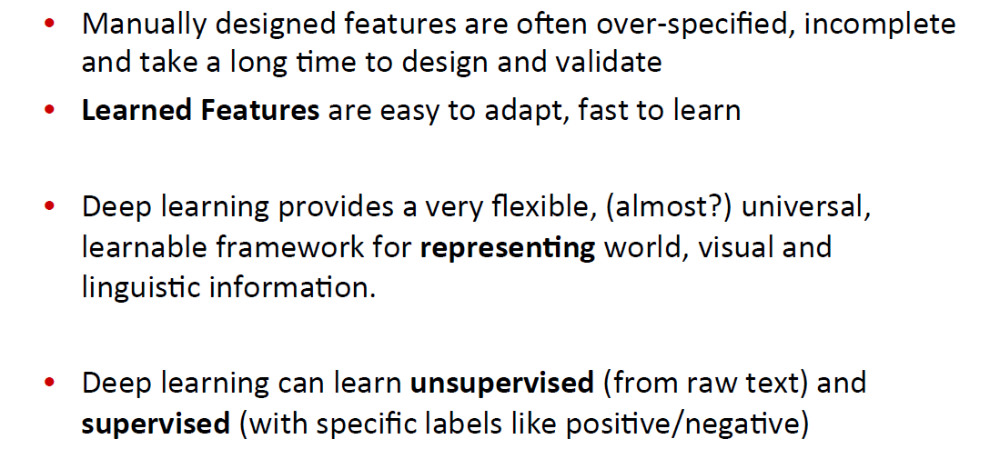 • Manually designed features are often over-specified, incomplete
and take a long time to design and validate
• Learned Features are easy to adapt, fast to learn
• Deep learning provides a very flexible, (almost?) universal,
learnable framework for representing world, visual and
linguistic information.
• Deep learning can learn unsupervised (from raw text) and
supervised (with specific labels like positive/negative)